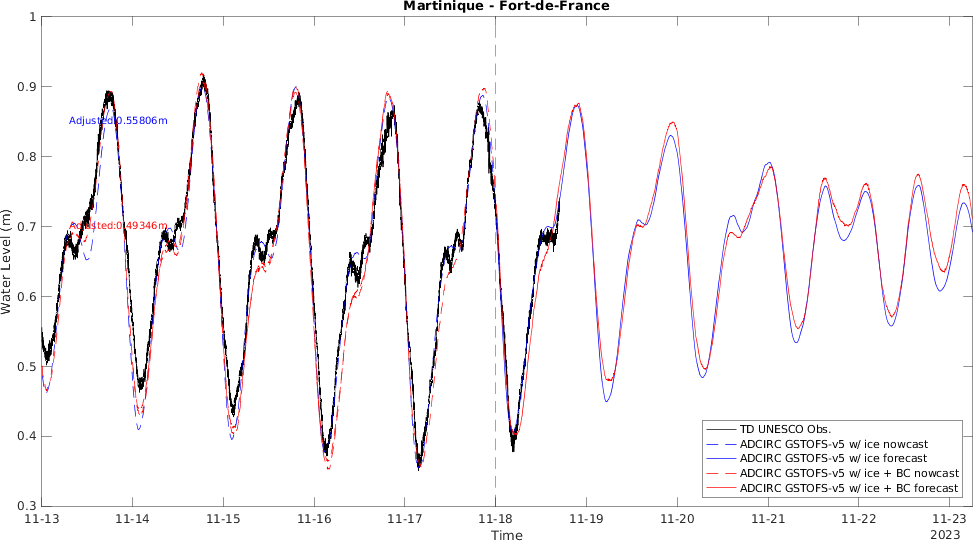 Martinique - Fort-de-France
1
0.9
0.8
0.7
0.6
0.5
0.4
0.3
Water Level (m)
Adjusted:0.55806m
Adjusted:0.49346m
TD UNESCO Obs.
ADCIRC GSTOFS-v5 w/ ice nowcast
ADCIRC GSTOFS-v5 w/ ice forecast
ADCIRC GSTOFS-v5 w/ ice + BC nowcast
ADCIRC GSTOFS-v5 w/ ice + BC forecast
11-13 11-14 11-15 11-16 11-17 11-18 11-19 11-20 11-21 11-22 11-23
Time 2023